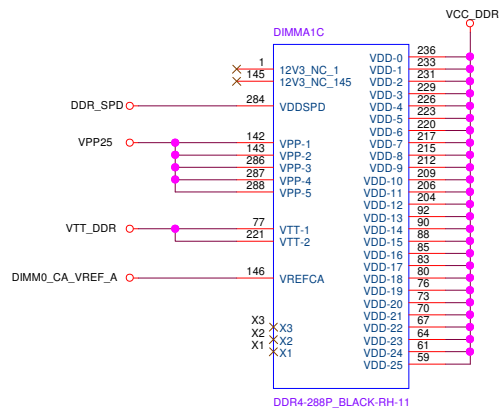 VCC_DDR
DIMMA1C
1 12V3_NC_1
145 12V3_NC_145
DDR_SPD 284 VDDSPD
VPP25 142 VPP-1
143 VPP-2
286 VPP-3
287 VPP-4
288 VPP-5
VTT_DDR 77 VTT-1
221 VTT-2
DIMM0_CA_VREF_A 146 VREFCA
X3 X3
X2 X2
X1 X1
VDD-0 236
VDD-1 233
VDD-2 231
VDD-3 229
VDD-4 226
VDD-5 223
VDD-6 220
VDD-7 217
VDD-8 215
VDD-9 212
VDD-10 209
VDD-11 206
VDD-12 204
VDD-13 92
VDD-14 90
VDD-15 88
VDD-16 85
VDD-17 83
VDD-18 80
VDD-19 76
VDD-20 73
VDD-21 70
VDD-22 67
VDD-23 64
VDD-24 61
VDD-25 59
DDR4-288P_BLACK-RH-11